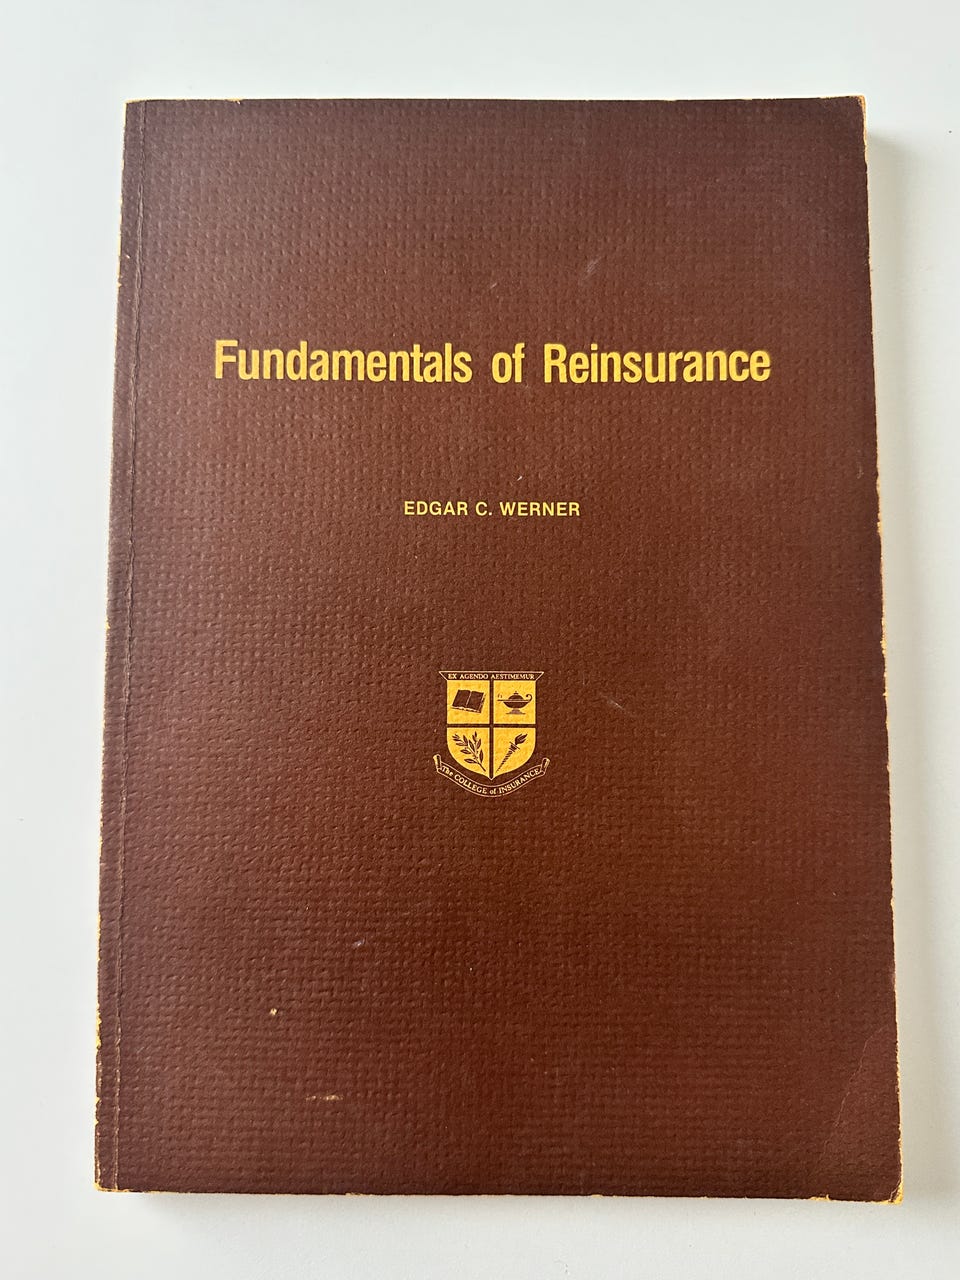 Fundamentals of Reinsurance
EDGAR C. WERNER
EX AGENDO AESTIMEMUR
The COLLEGE of INSURANCE